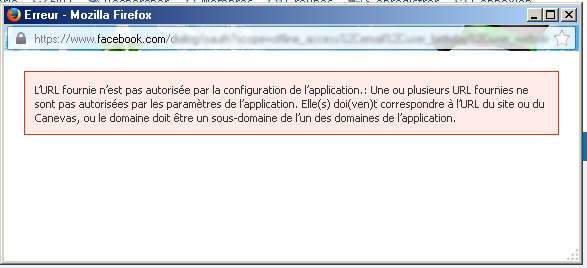 Erreur - Mozilla Firefox
https://www.facebook.com/
L'URL fournie n'est pas autorisée par la configuration de l'application.: Une ou plusieurs URL fournies ne
sont pas autorisées par les paramètres de l'application. Elle(s) doi(ven)t correspondre à l'URL du site ou du
Canevas, ou le domaine doit être un sous-domaine de l'un des domaines de l'application.